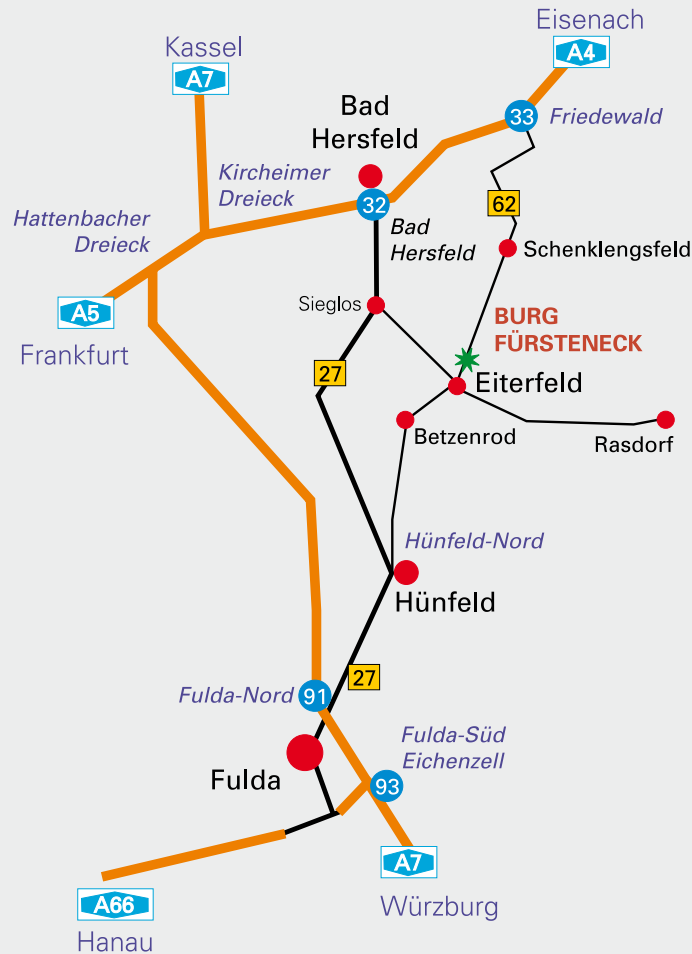 Eisenach
A4
Kassel
A7
Bad
Hersfeld
33
Friedewald
Kircheimer
Dreieck
32
62
Hattenbacher
Dreieck
Bad
Hersfeld
Schenklengsfeld
Sieglos
A5
BURG
FÜRSTENECK
Frankfurt
27
Eiterfeld
Betzenrod
Rasdorf
Hünfeld-Nord
Hünfeld
27
Fulda-Nord
91
Fulda-Süd
Eichenzell
Fulda
93
A7
A66
Würzburg
Hanau